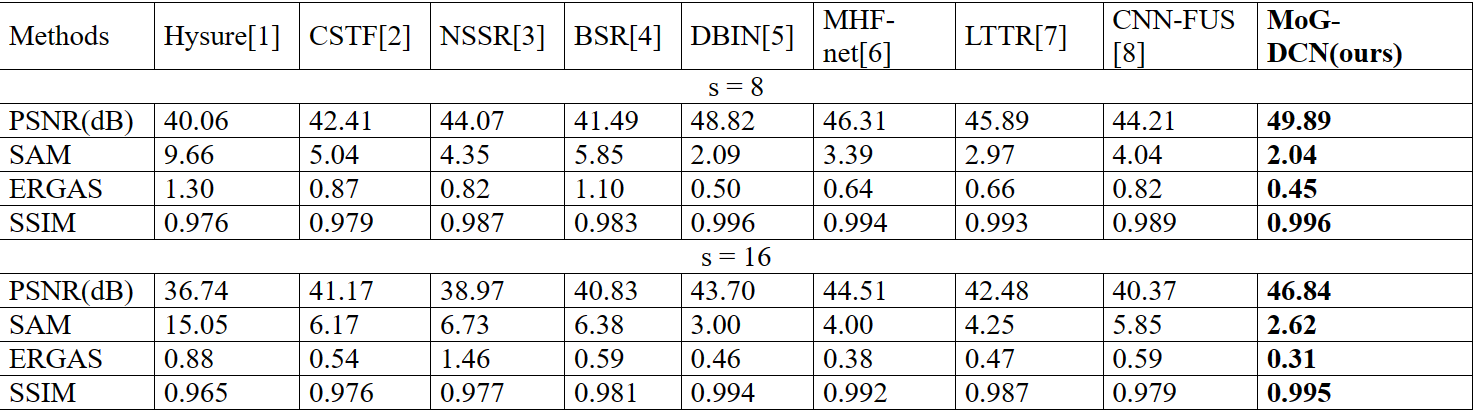 Methods Hysure[1] CSTF[2] NSSR[3] BSR[4] DBIN[5] MHF-net[6] LTTR[7] CNN-FUS [8] MoG-DCN(ours)
s = 8
PSNR(dB) 40.06 42.41 44.07 41.49 48.82 46.31 45.89 44.21 49.89
SAM 9.66 5.04 4.35 5.85 2.09 3.39 2.97 4.04 2.04
ERGAS 1.30 0.87 0.82 1.10 0.50 0.64 0.66 0.82 0.45
SSIM 0.976 0.979 0.987 0.983 0.996 0.994 0.993 0.989 0.996
s = 16
PSNR(dB) 36.74 41.17 38.97 40.83 43.70 44.51 42.48 40.37 46.84
SAM 15.05 6.17 6.73 6.38 3.00 4.00 4.25 5.85 2.62
ERGAS 0.88 0.54 1.46 0.59 0.46 0.38 0.47 0.59 0.31
SSIM 0.965 0.976 0.977 0.981 0.994 0.992 0.987 0.979 0.995